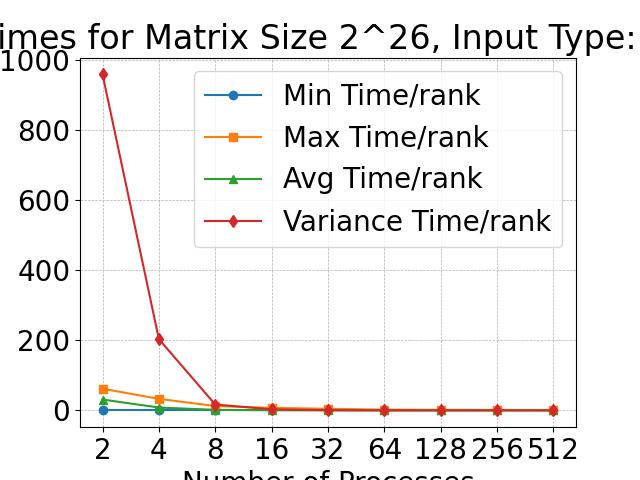 imes for Matrix Size 2^26, Input Type:
1000
800
600
400
200
0
Min Time/rank
Max Time/rank
Avg Time/rank
Variance Time/rank
2 4 8 16 32 64 128 256 512
Number of Processes